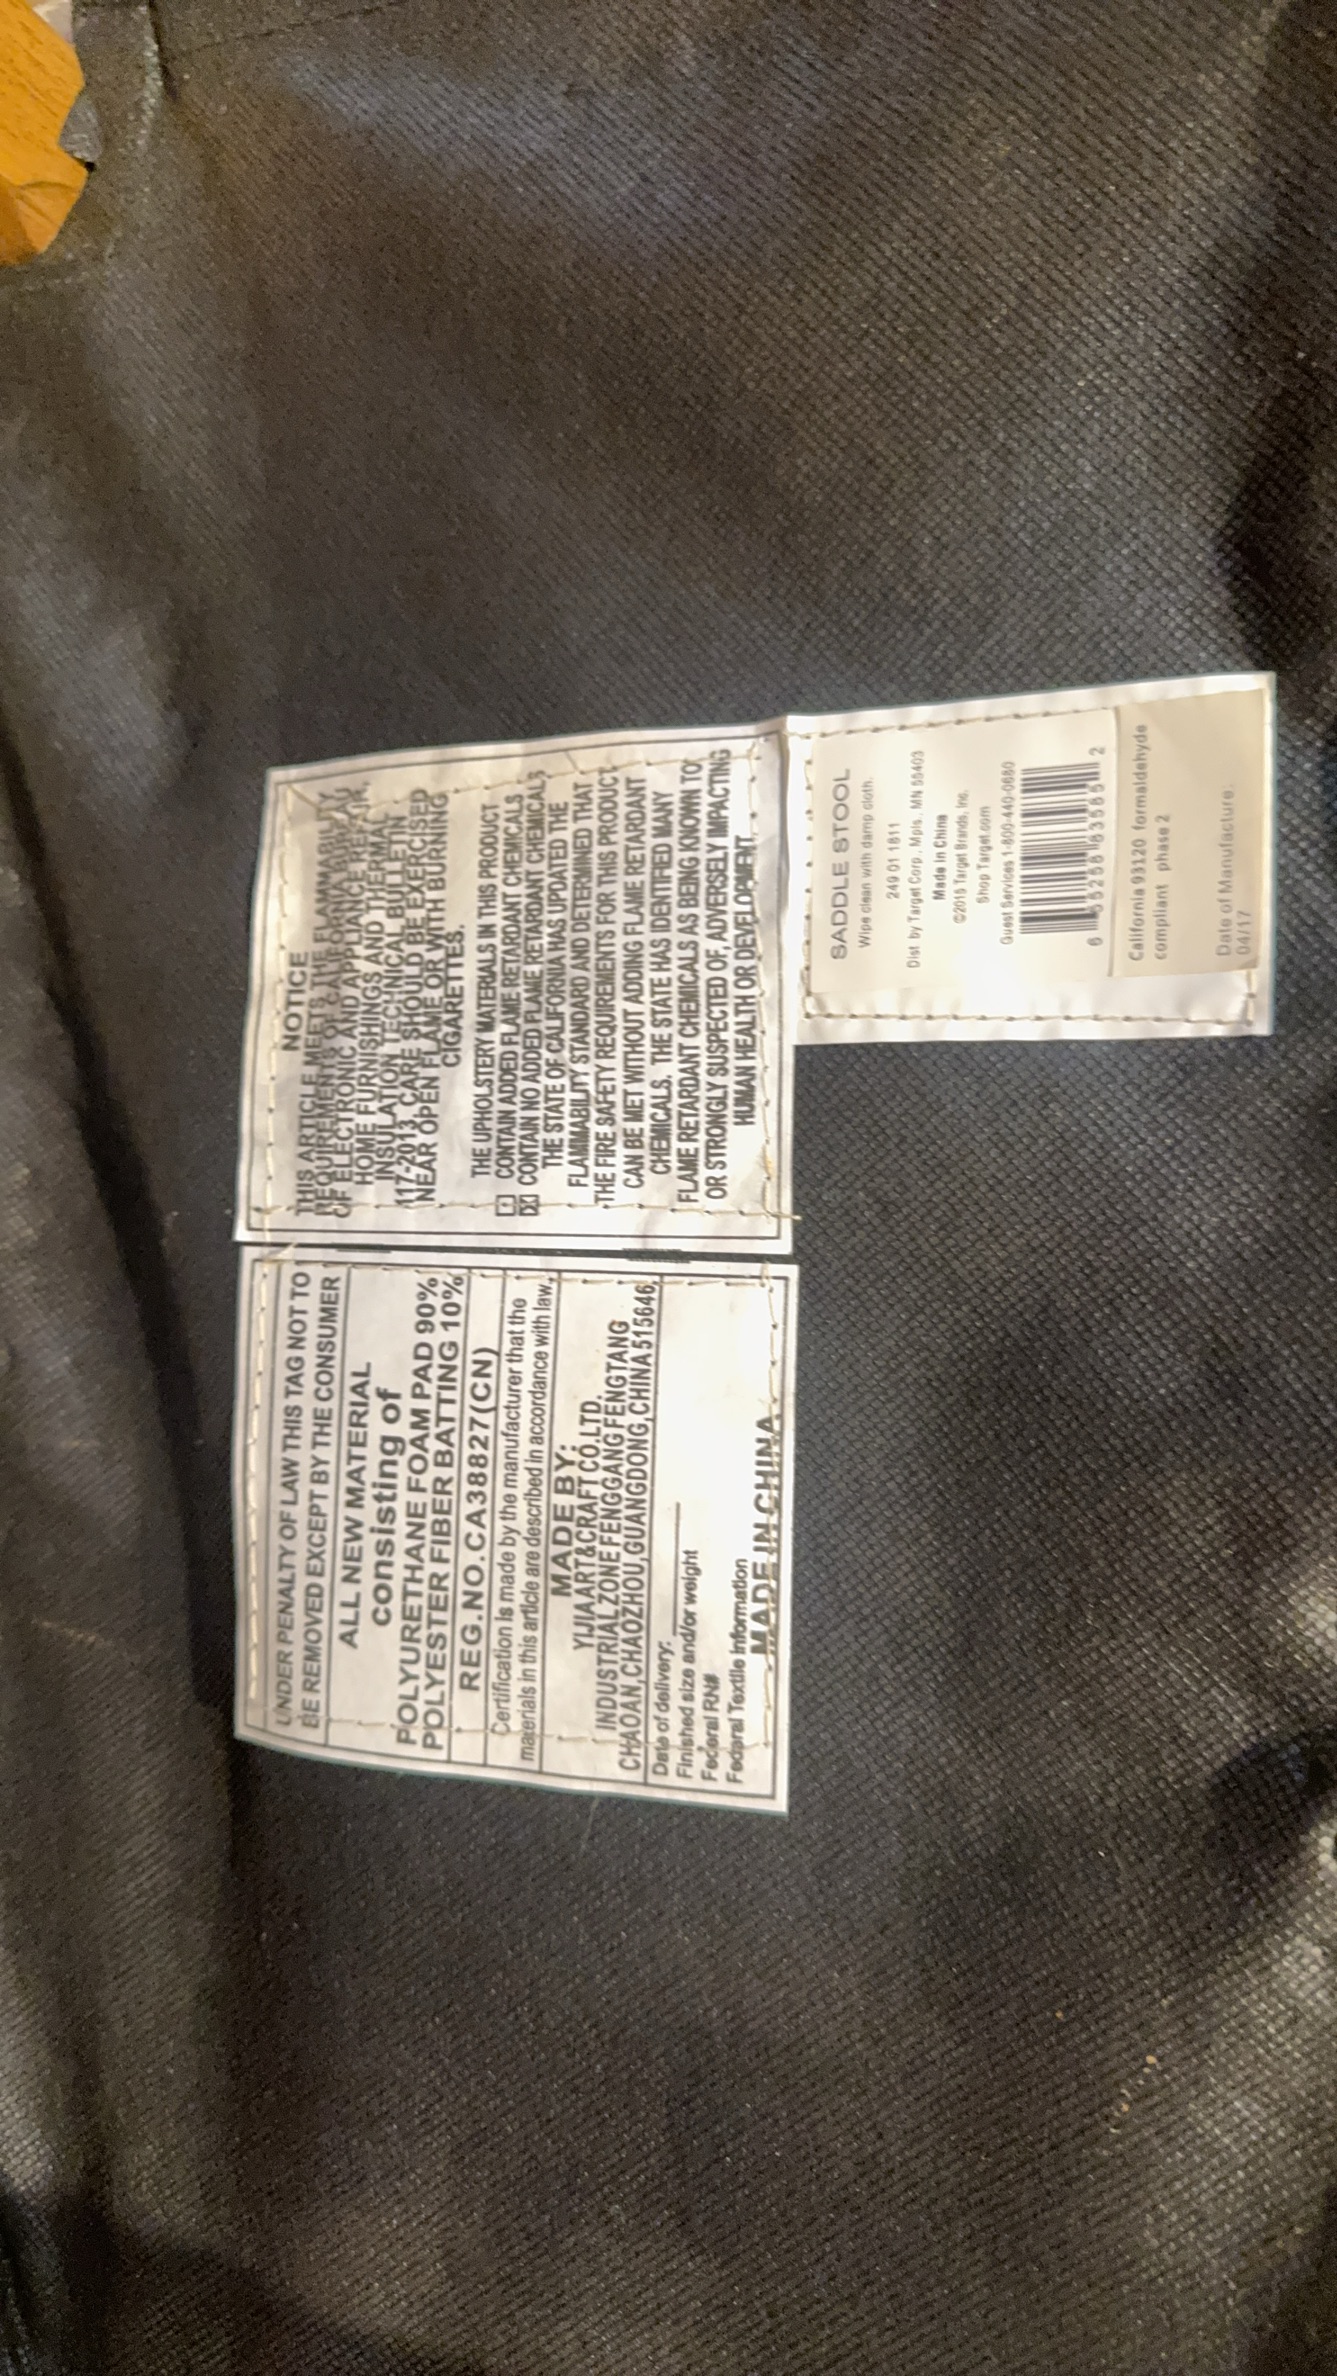 UNDER PENALTY OF LAW THIS TAG NOT TO
BE REMOVED EXCEPT BY THE CONSUMER
ALL NEW MATERIAL
consisting of
POLYURETHANE FOAM PAD 90%
POLYESTER FIBER BATTING 10%
REG.NO.CA38827(CN)
Certification is made by the manufacturer that the
materials in this article are described in accordance with law.
MADE BY:
YIJIA ART&CRAFT CO.LTD.
INDUSTRIAL ZONE FENGGANG FENGTANG
CHAOAN,CHAOZHOU,GUANGDONG,CHINA 515646
Date of delivery:
Finished size and/or weight
Federal RN#
Federal Textile Information
MADE IN CHINA
NOTICE
THIS ARTICLE MEETS THE FLAMMABILITY
REQUIREMENTS OF CALIFORNIA BUREAU
OF ELECTRONIC AND APPLIANCE REPAIR,
HOME FURNISHINGS AND THERMAL
INSULATION TECHNICAL BULLETIN
117-2013. CARE SHOULD BE EXERCISED
NEAR OPEN FLAME OR WITH BURNING
CIGARETTES.
THE UPHOLSTERY MATERIALS IN THIS PRODUCT
CONTAIN ADDED FLAME RETARDANT CHEMICALS
CONTAIN NO ADDED FLAME RETARDANT CHEMICALS
THE STATE OF CALIFORNIA HAS UPDATED THE
FLAMMABILITY STANDARD AND DETERMINED THAT
THE FIRE SAFETY REQUIREMENTS FOR THIS PRODUCT
CAN BE MET WITHOUT ADDING FLAME RETARDANT
CHEMICALS. THE STATE HAS IDENTIFIED MANY
FLAME RETARDANT CHEMICALS AS BEING KNOWN TO
OR STRONGLY SUSPECTED OF, ADVERSELY IMPACTING
HUMAN HEALTH OR DEVELOPMENT
SADDLE STOOL
Wipe clean with damp cloth.
249 01 1811
Dist by Target Corp., Mpls., MN 55403
Made in China
©2015 Target Brands, Inc.
Shop Target.com
Guest Services 1-800-440-0680
6 2
California 93120 formaldehyde
compliant phase 2
Date of Manufacture.
04/17